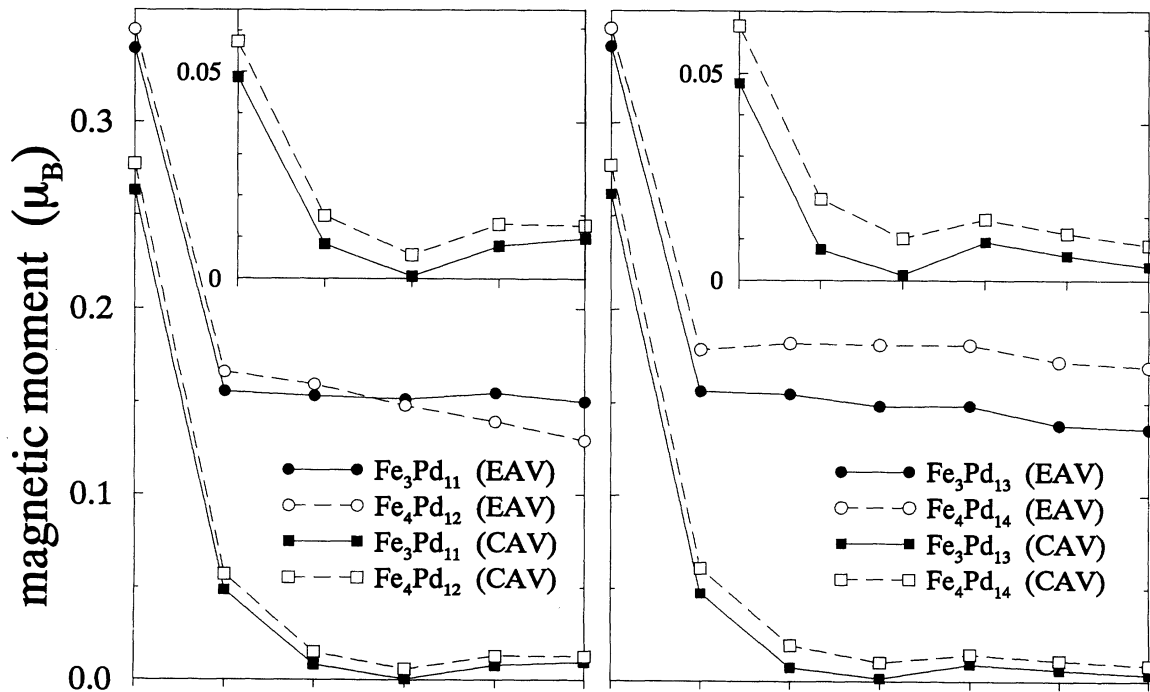 magnetic moment (μ_B)
0.3
0.2
0.1
0.0
0.05
0
Fe₃Pd₁₁ (EAV)
Fe₄Pd₁₂ (EAV)
Fe₃Pd₁₁ (CAV)
Fe₄Pd₁₂ (CAV)
0.05
0
Fe₃Pd₁₃ (EAV)
Fe₄Pd₁₄ (EAV)
Fe₃Pd₁₃ (CAV)
Fe₄Pd₁₄ (CAV)